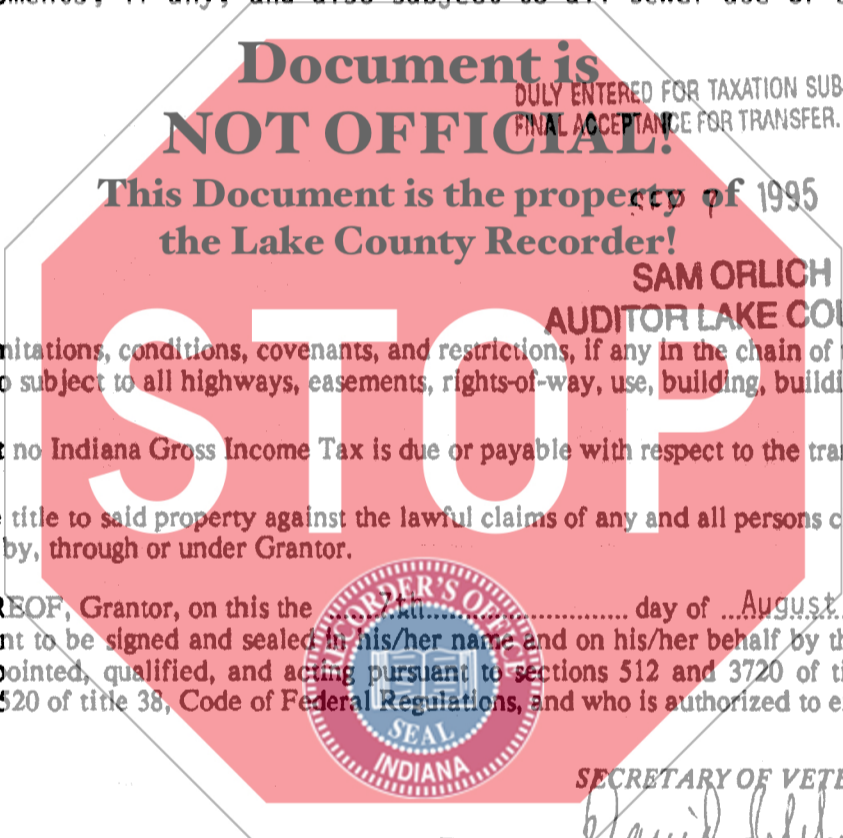 Document is
NOT OFFICIAL!
This Document is the property of
the Lake County Recorder!
DULY ENTERED FOR TAXATION SUB
FINAL ACCEPTANCE FOR TRANSFER.
1995
SAM ORLICH
AUDITOR LAKE COU
STOP
mitations, conditions, covenants, and restrictions, if any in the chain of
o subject to all highways, easements, rights-of-way, use, building, buildi
t no Indiana Gross Income Tax is due or payable with respect to the tra
title to said property against the lawful claims of any and all persons c
by, through or under Grantor.
REOF, Grantor, on this the 7th day of August
nt to be signed and sealed in his/her name and on his/her behalf by th
pointed, qualified, and acting pursuant to sections 512 and 3720 of ti
520 of title 38, Code of Federal Regulations, and who is authorized to e
RECORDER'S OFFICE
SEAL
INDIANA
SECRETARY OF VETE
David